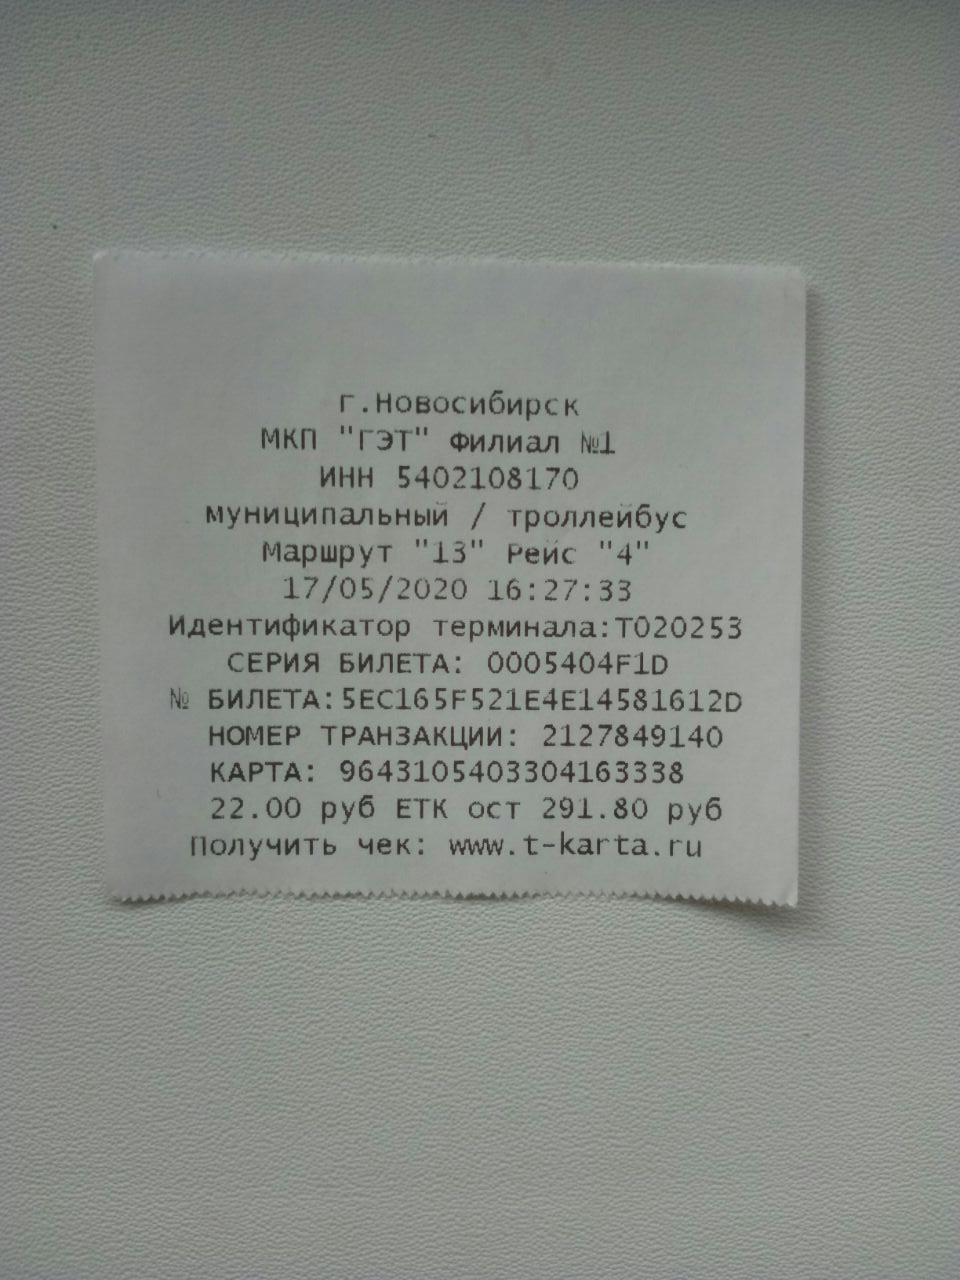 г.Новосибирск
МКП "ГЭТ" Филиал №1
ИНН 5402108170
муниципальный / троллейбус
Маршрут "13" Рейс "4"
17/05/2020 16:27:33
Идентификатор терминала:T020253
СЕРИЯ БИЛЕТА: 0005404F1D
№ БИЛЕТА:5EC165F521E4E14581612D
НОМЕР ТРАНЗАКЦИИ: 2127849140
КАРТА: 9643105403304163338
22.00 руб ЕТК ост 291.80 руб
Получить чек: www.t-karta.ru